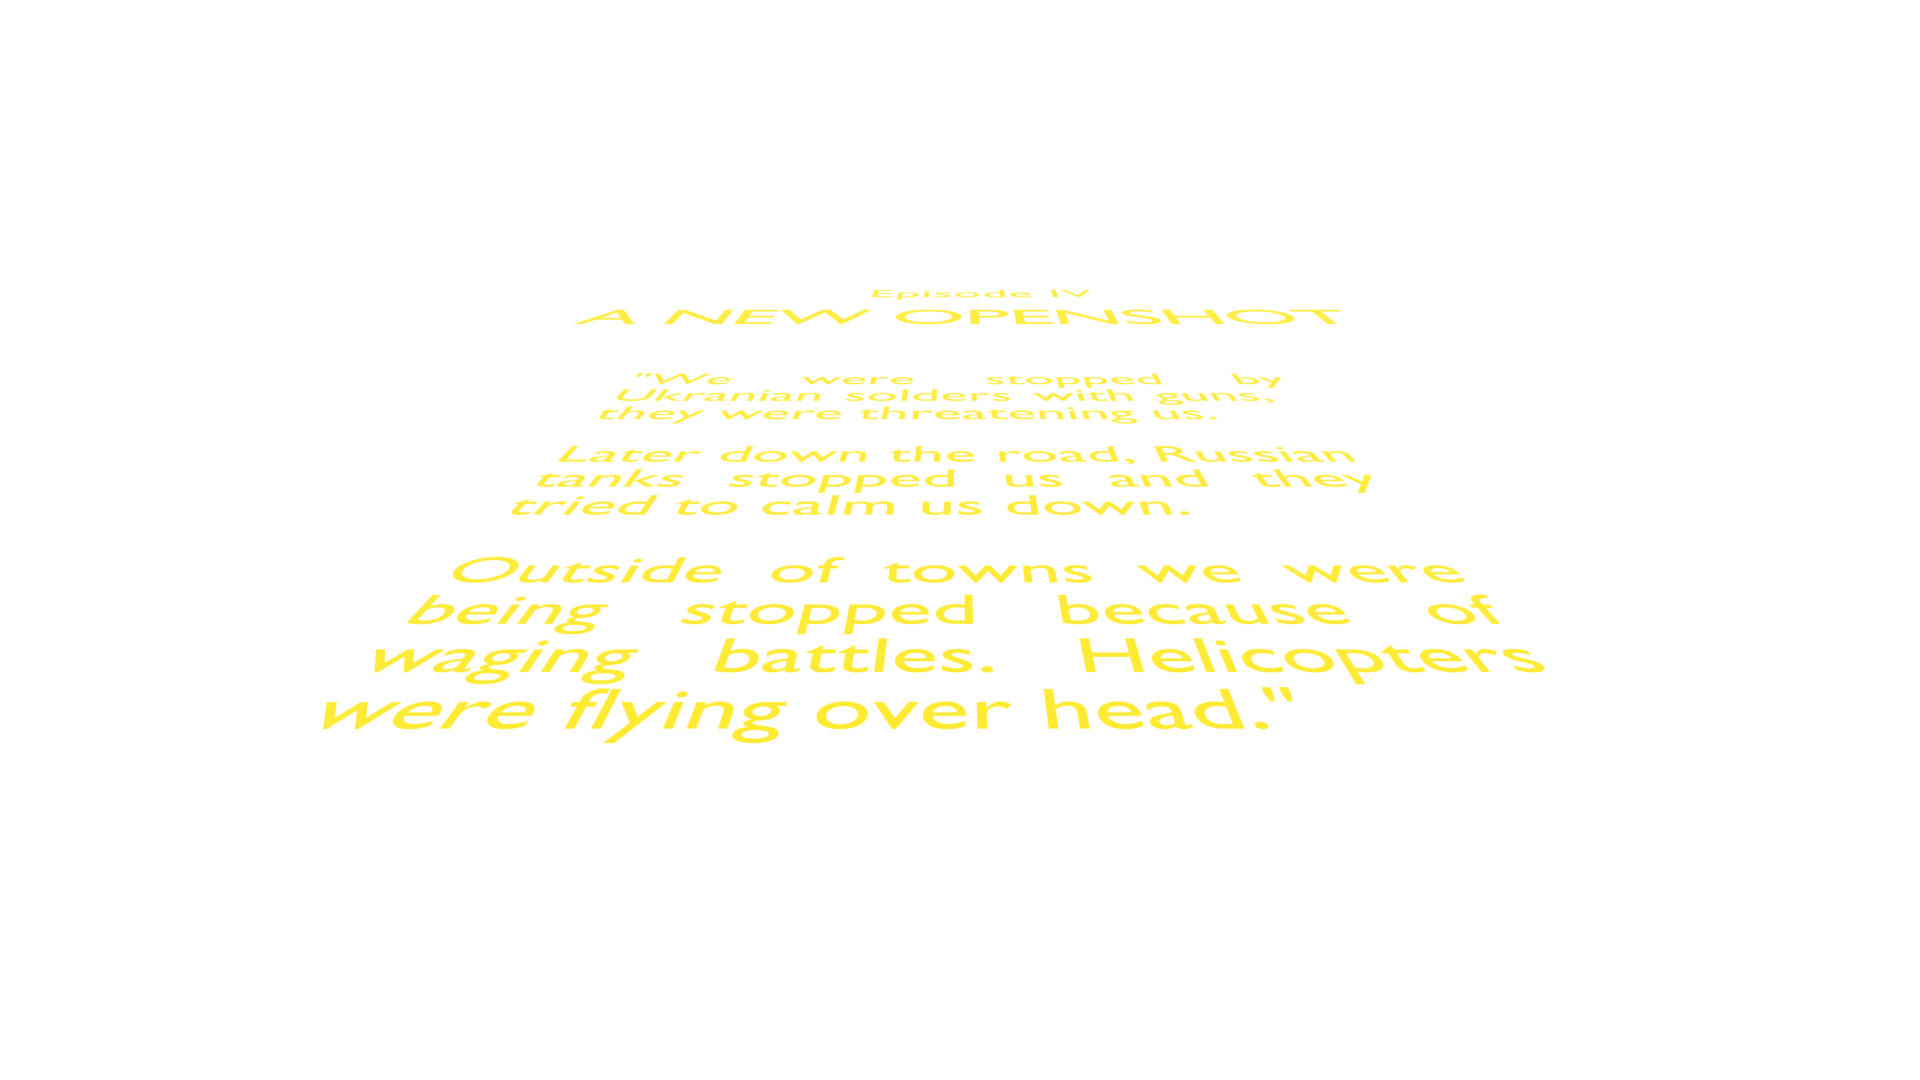 Episode IV
A NEW OPENSHOT
"We were stopped by
Ukranian solders with guns,
they were threatening us.
Later down the road, Russian
tanks stopped us and they
tried to calm us down.
Outside of towns we were
being stopped because of
waging battles. Helicopters
were flying over head."